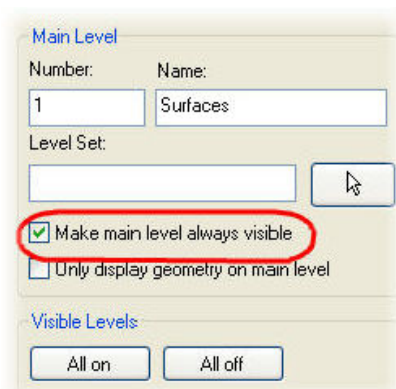 Main Level
Number: Name:
1 Surfaces
Level Set:
Make main level always visible
Only display geometry on main level
Visible Levels
All on All off